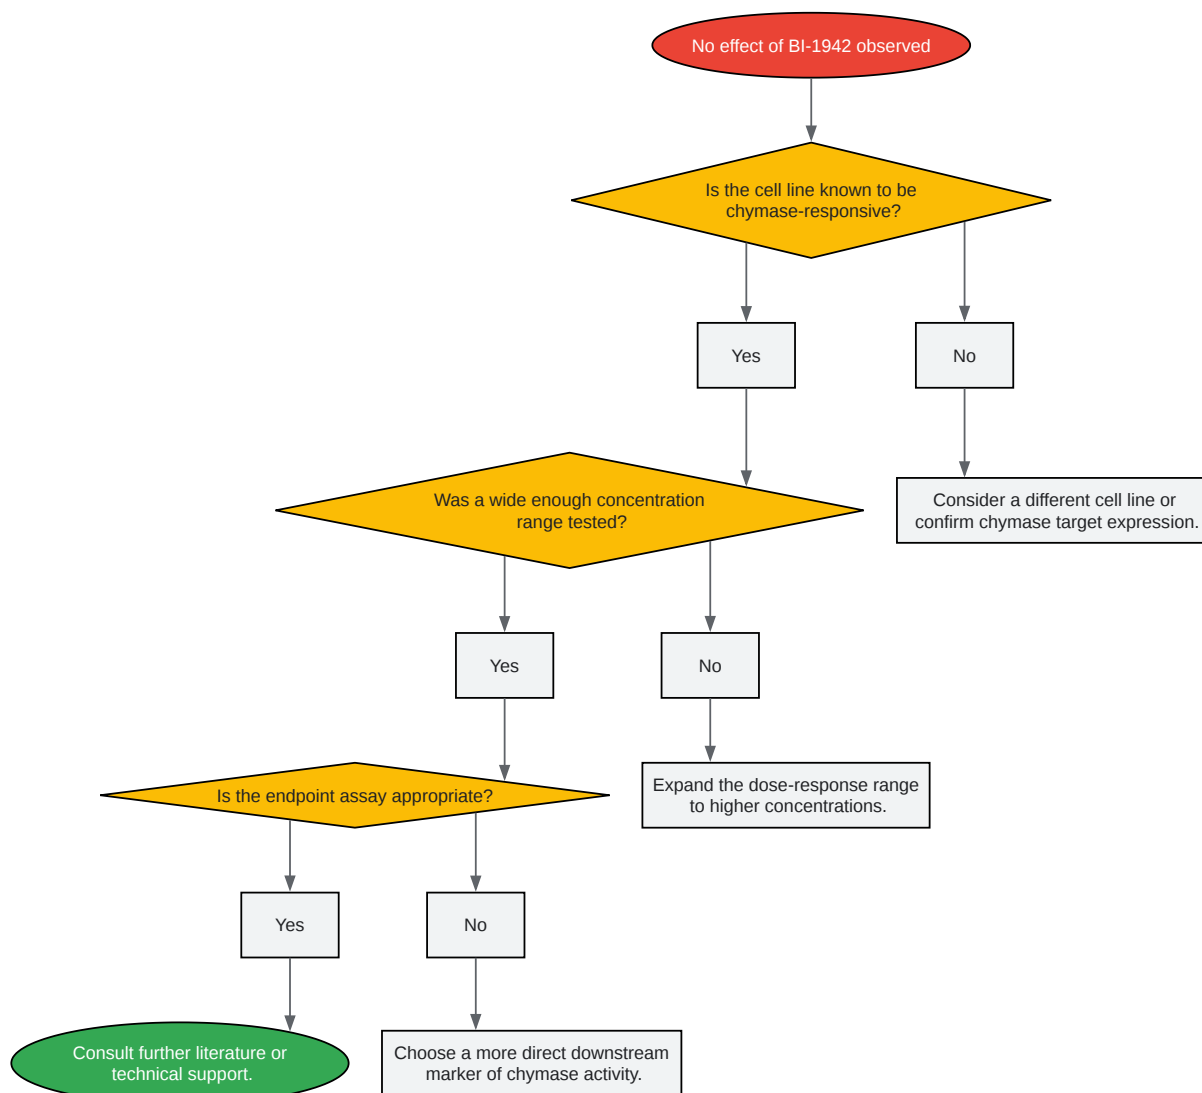 No effect of BI-1942 observed
Is the cell line known to be
chymase-responsive?
Yes
No
Was a wide enough concentration
range tested?
Consider a different cell line or
confirm chymase target expression.
Yes
No
Is the endpoint assay appropriate?
Expand the dose-response range
to higher concentrations.
Yes
No
Consult further literature or
technical support.
Choose a more direct downstream
marker of chymase activity.